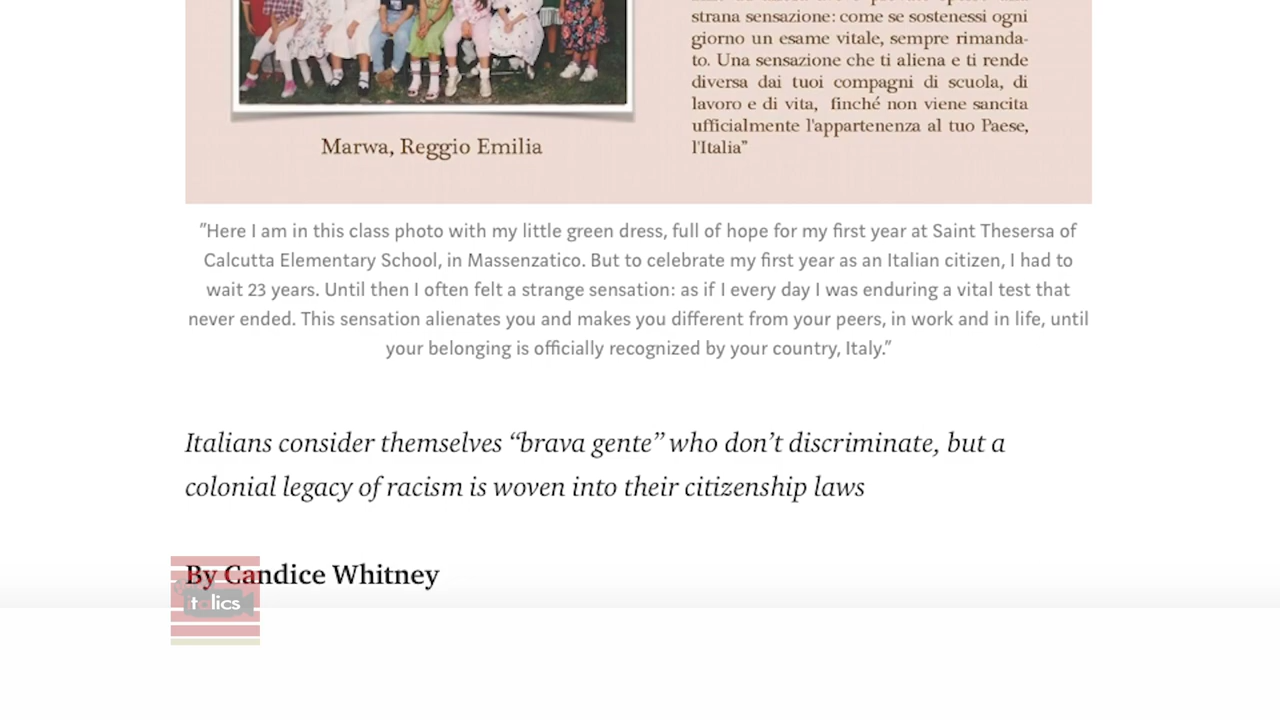 strana sensazione: come se sostenessi ogni
giorno un esame vitale, sempre rimanda-
to. Una sensazione che ti aliena e ti rende
diversa dai tuoi compagni di scuola, di
lavoro e di vita, finché non viene sancita
ufficialmente l'appartenenza al tuo Paese,
l'Italia”
Marwa, Reggio Emilia
”Here I am in this class photo with my little green dress, full of hope for my first year at Saint Thesersa of
Calcutta Elementary School, in Massenzatico. But to celebrate my first year as an Italian citizen, I had to
wait 23 years. Until then I often felt a strange sensation: as if I every day I was enduring a vital test that
never ended. This sensation alienates you and makes you different from your peers, in work and in life, until
your belonging is officially recognized by your country, Italy.”
Italians consider themselves “brava gente” who don’t discriminate, but a
colonial legacy of racism is woven into their citizenship laws
By Candice Whitney
italics